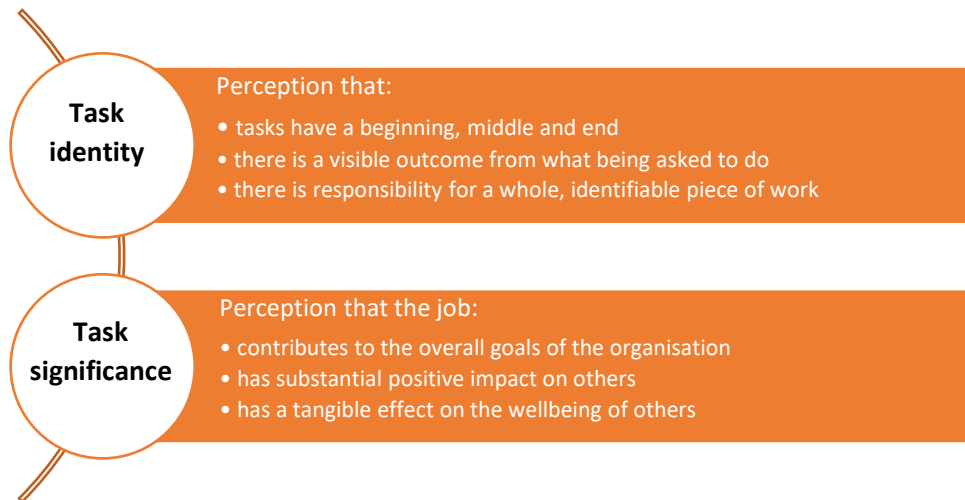 Task
identity
Perception that:
• tasks have a beginning, middle and end
• there is a visible outcome from what being asked to do
• there is responsibility for a whole, identifiable piece of work
Task
significance
Perception that the job:
• contributes to the overall goals of the organisation
• has substantial positive impact on others
• has a tangible effect on the wellbeing of others